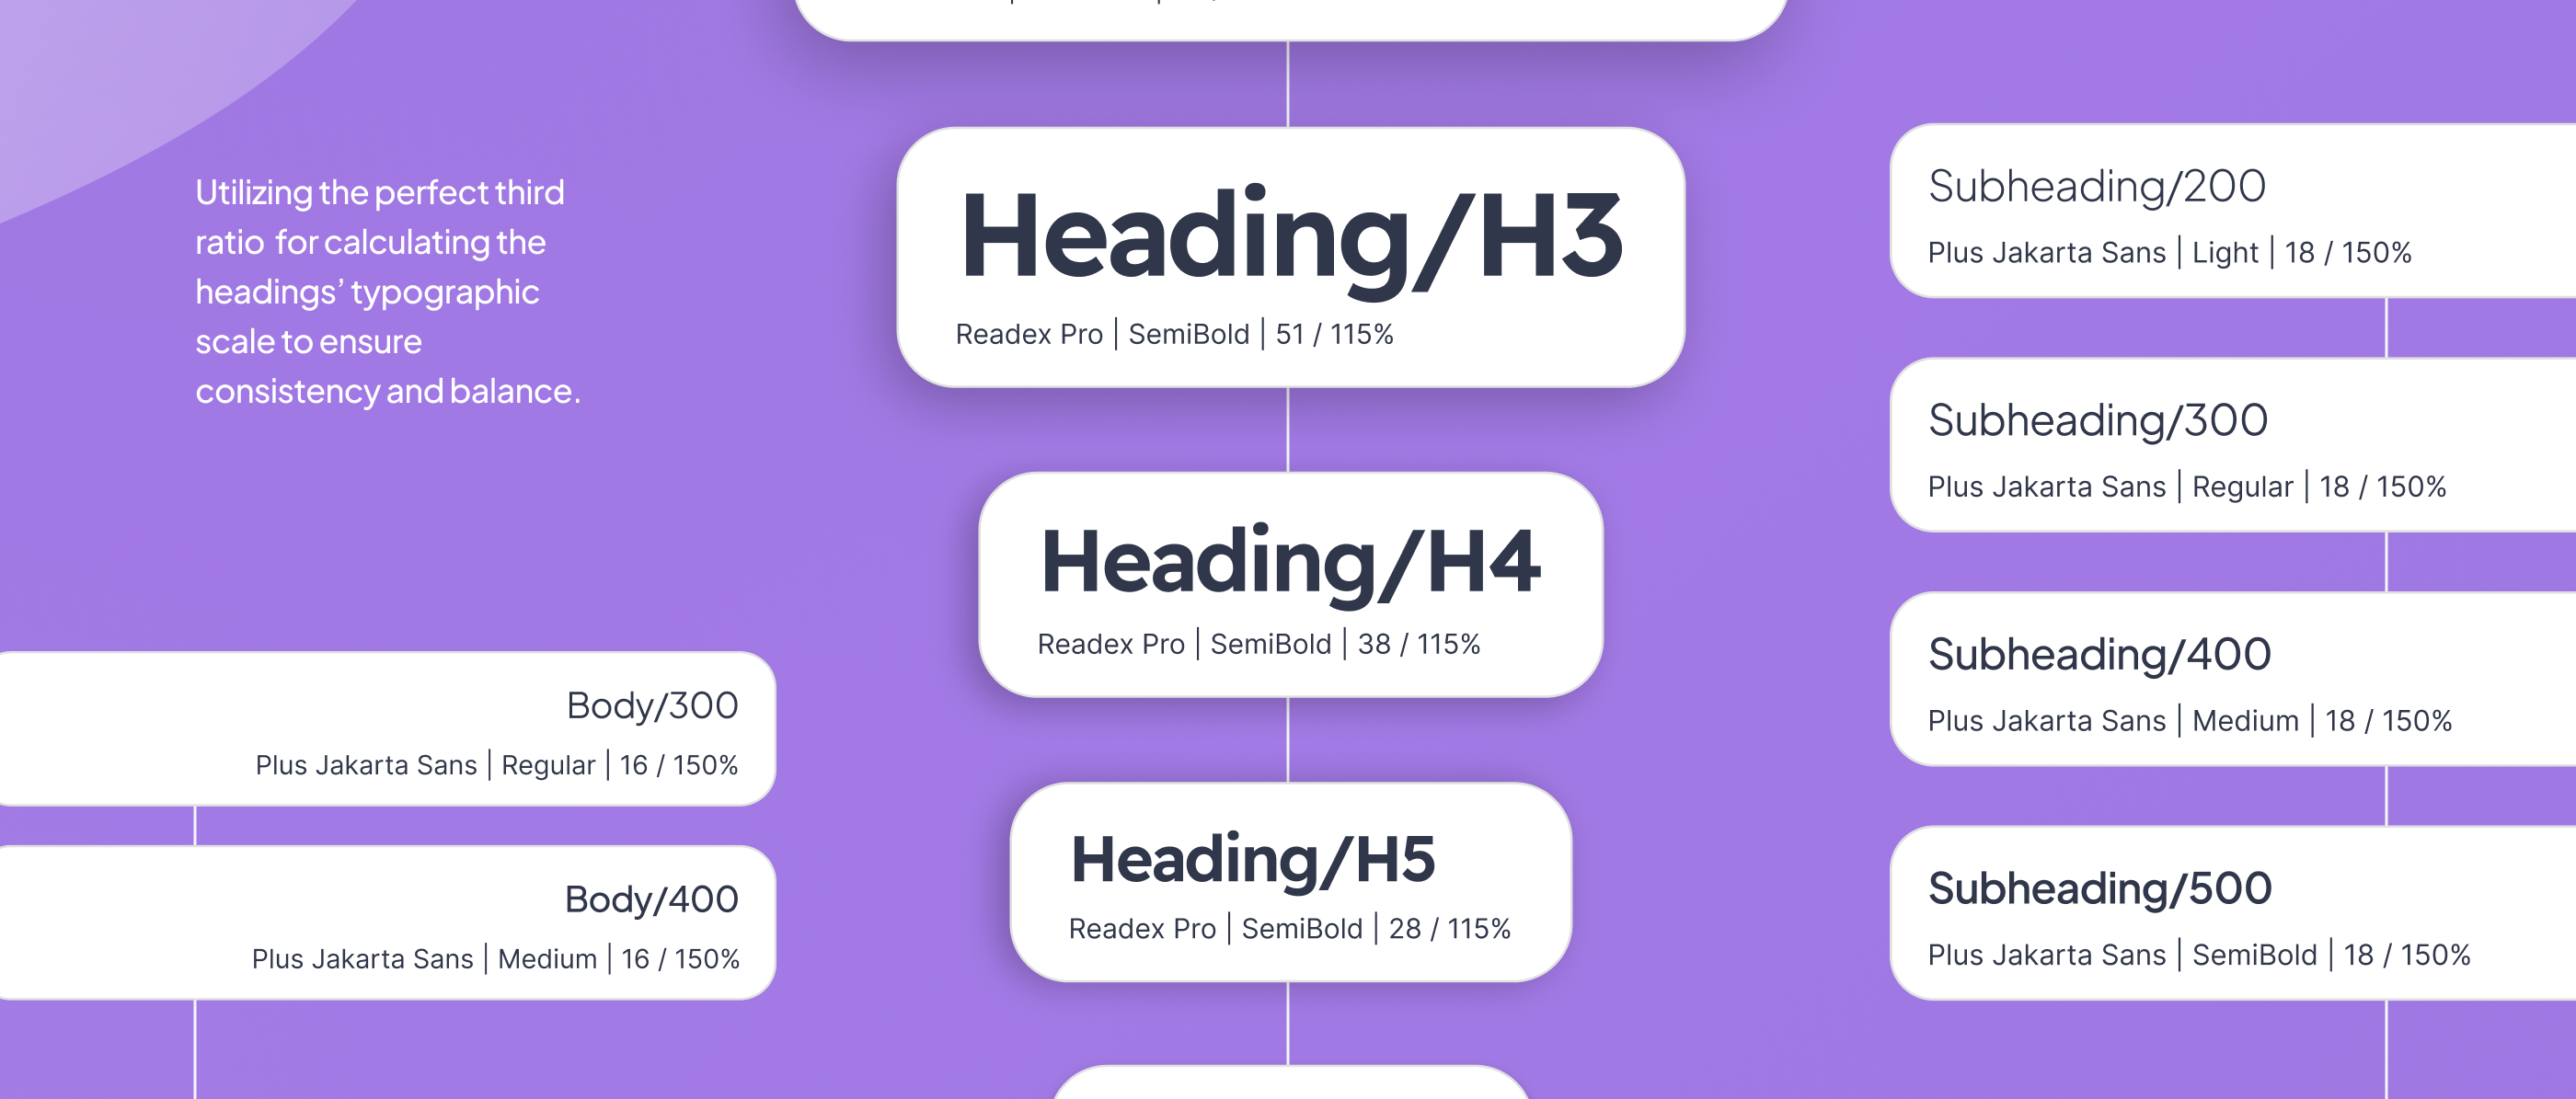 Utilizing the perfect third
ratio  for calculating the
headings’ typographic
scale to ensure
consistency and balance.
Body/300
Plus Jakarta Sans | Regular | 16 / 150%
Body/400
Plus Jakarta Sans | Medium | 16 / 150%
Heading/H3
Readex Pro | SemiBold | 51 / 115%
Heading/H4
Readex Pro | SemiBold | 38 / 115%
Heading/H5
Readex Pro | SemiBold | 28 / 115%
Subheading/200
Plus Jakarta Sans | Light | 18 / 150%
Subheading/300
Plus Jakarta Sans | Regular | 18 / 150%
Subheading/400
Plus Jakarta Sans | Medium | 18 / 150%
Subheading/500
Plus Jakarta Sans | SemiBold | 18 / 150%